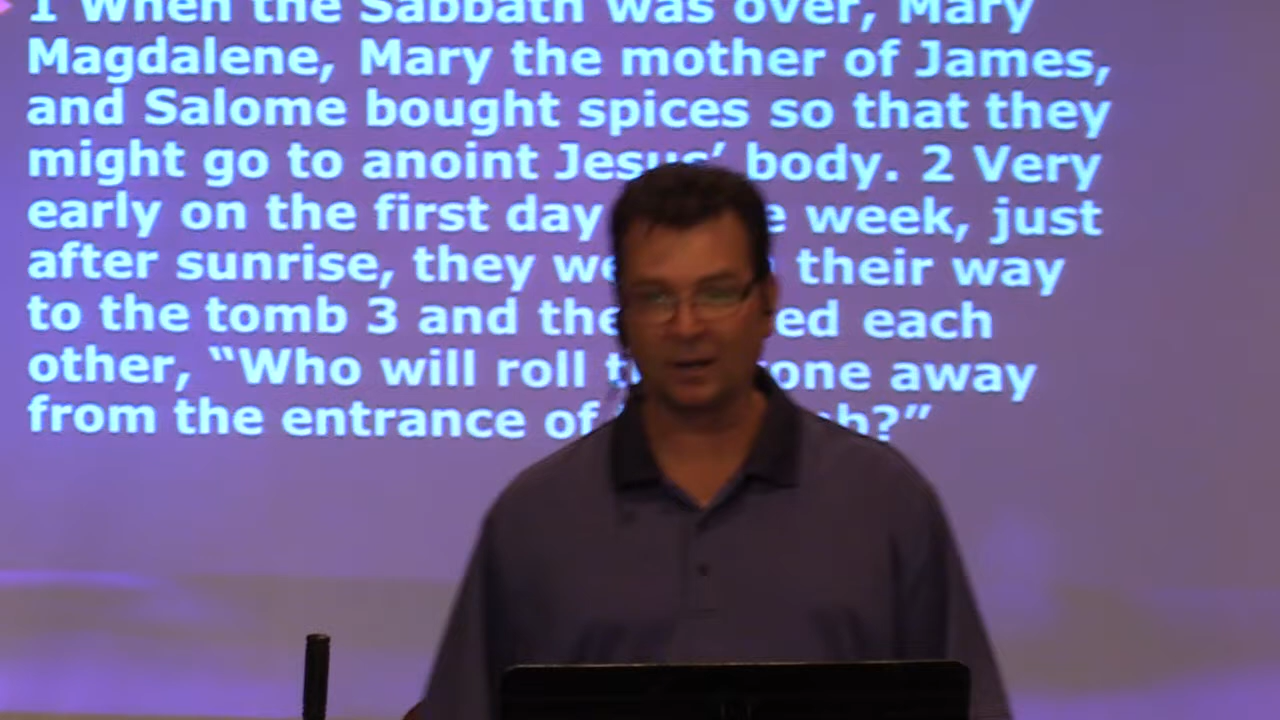 1 When the Sabbath was over, Mary
Magdalene, Mary the mother of James,
and Salome bought spices so that they
might go to anoint Jesus’ body. 2 Very
early on the first day week, just
after sunrise, they their way
to the tomb 3 and each
other, “Who will roll away
from the entrance of